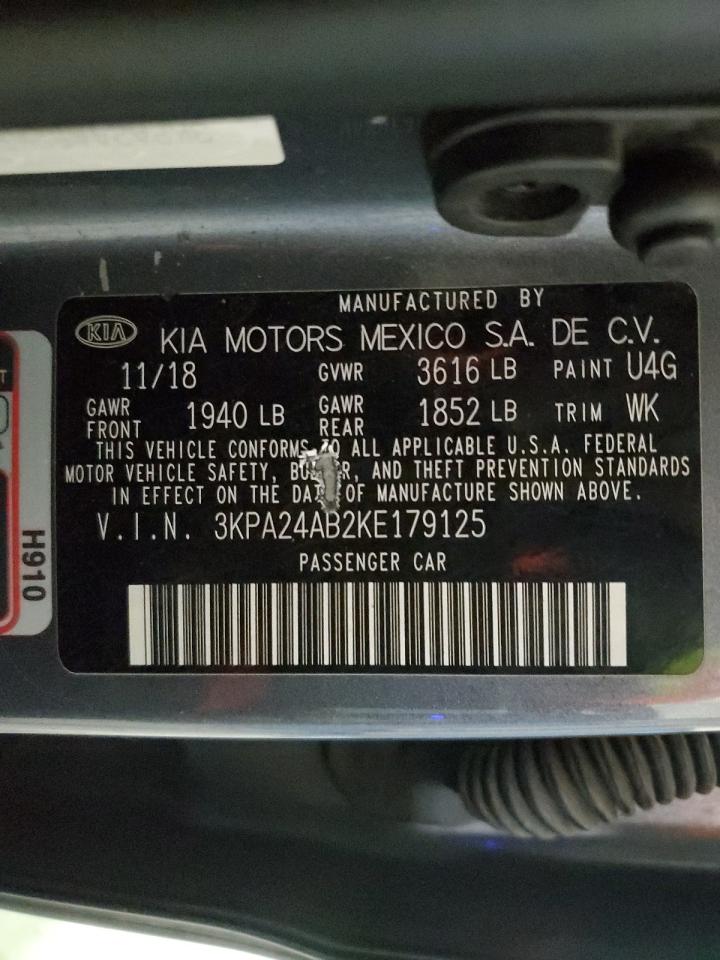 MANUFACTURED BY
KIA KIA MOTORS MEXICO S.A. DE C.V.
11/18 GVWR 3616 LB PAINT U4G
GAWR FRONT 1940 LB GAWR REAR 1852 LB TRIM WK
THIS VEHICLE CONFORMS TO ALL APPLICABLE U.S.A. FEDERAL
MOTOR VEHICLE SAFETY, AND THEFT PREVENTION STANDARDS
IN EFFECT ON THE OF MANUFACTURE SHOWN ABOVE.
V.I.N. 3KPA24AB2KE179125
PASSENGER CAR
H910